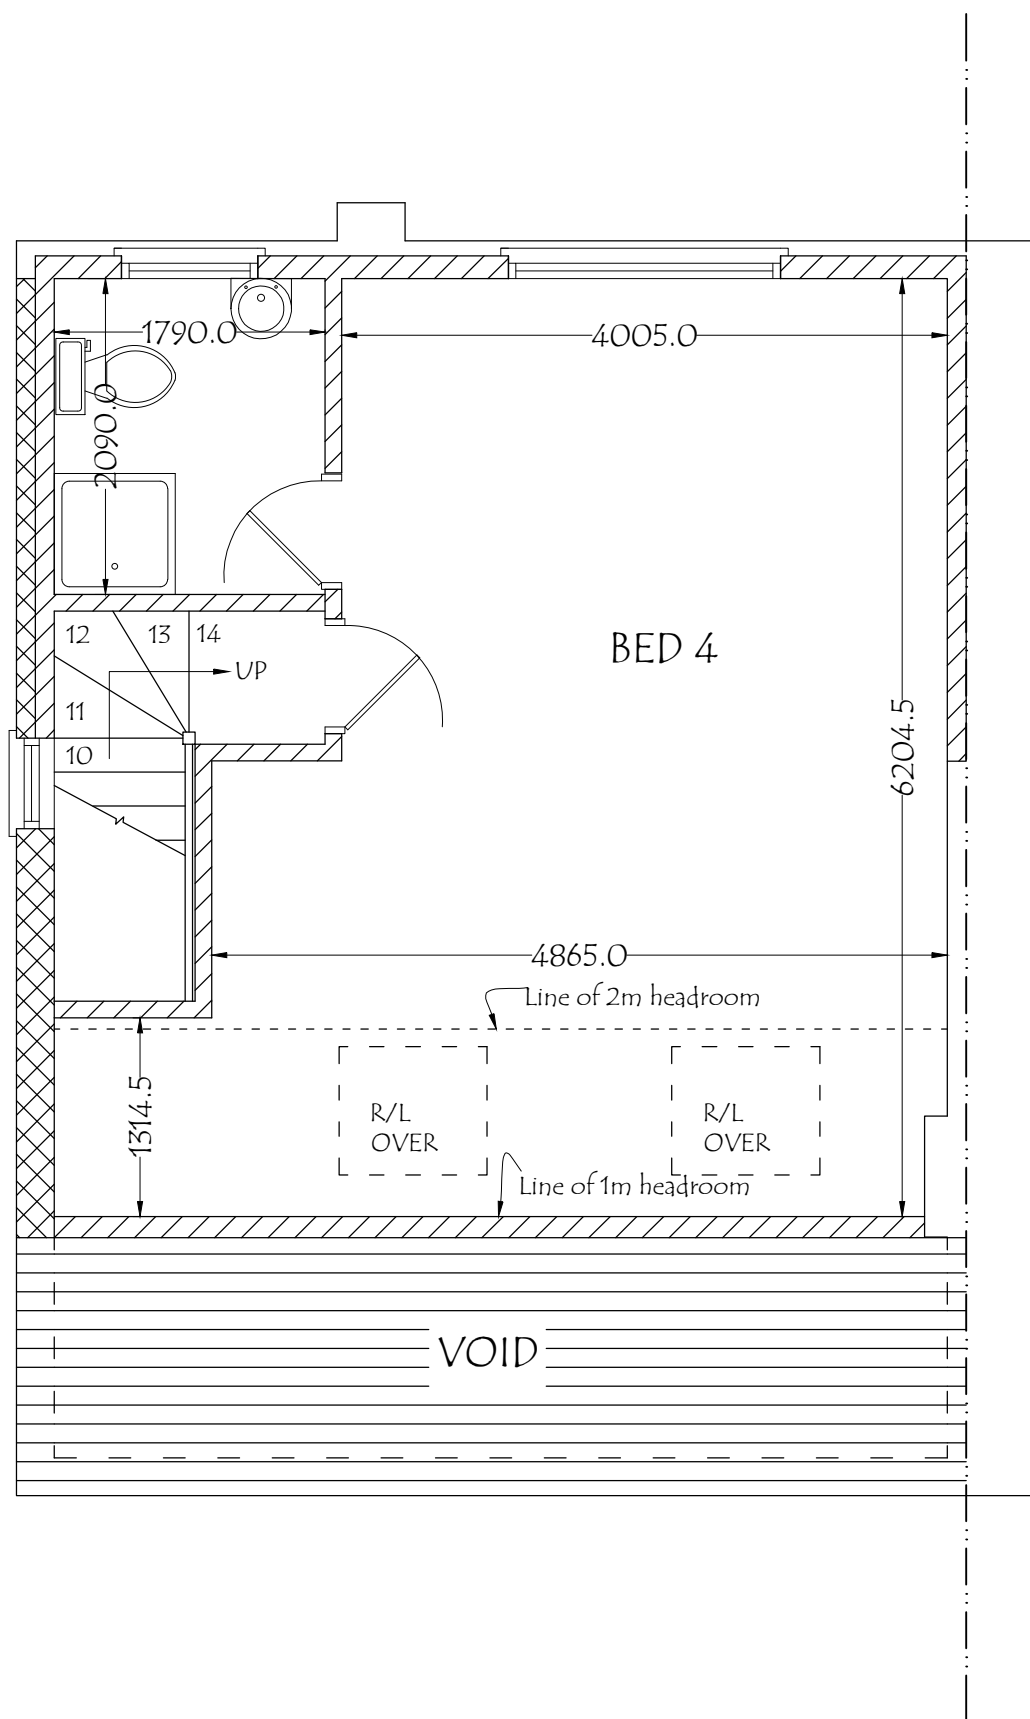 1790.0
4005.0
2090.0
12
13
14
UP
11
10
BED 4
6204.5
4865.0
Line of 2m headroom
1314.5
R/L
OVER
R/L
OVER
Line of 1m headroom
VOID